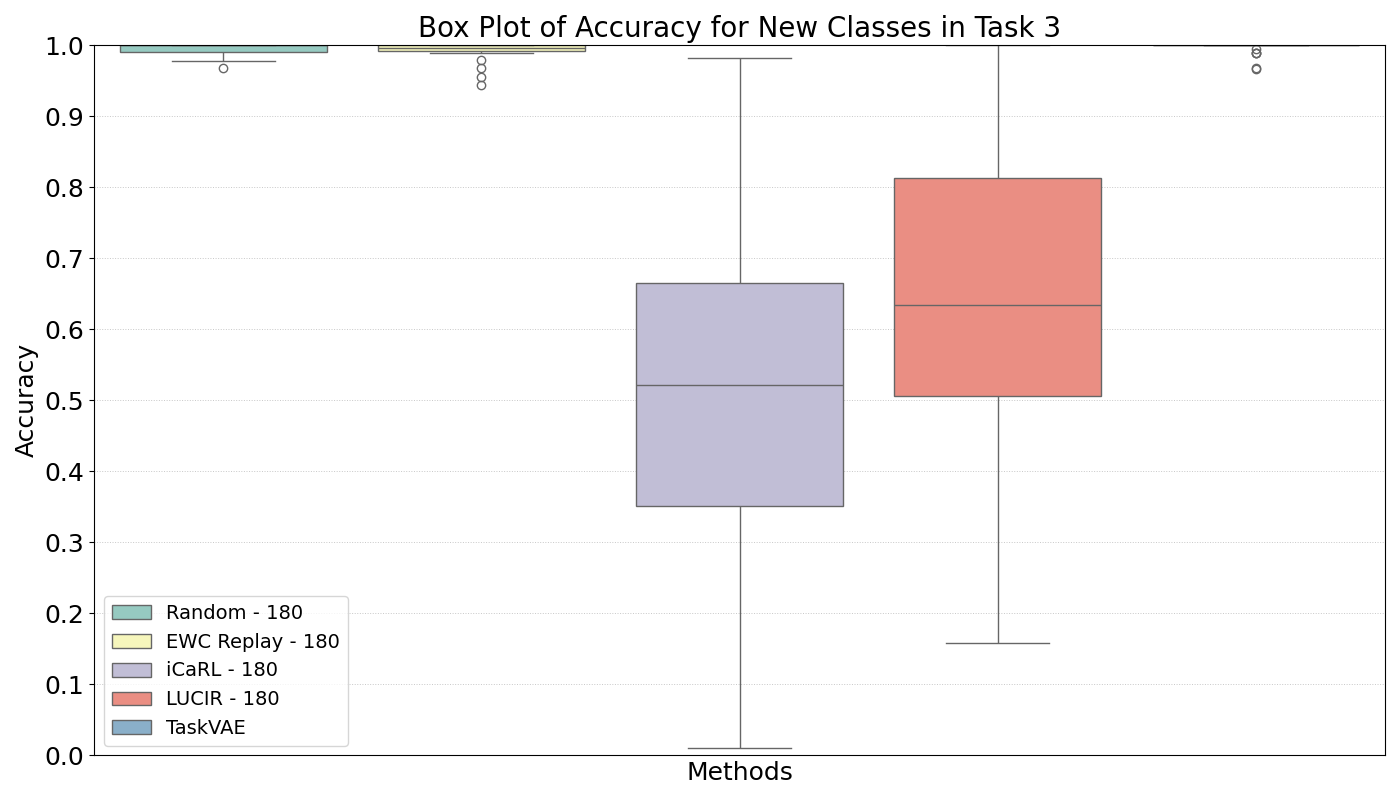 Box Plot of Accuracy for New Classes in Task 3
1.0
0.9
0.8
0.7
0.6
0.5
0.4
0.3
0.2
0.1
0.0
Accuracy
Random - 180
EWC Replay - 180
iCaRL - 180
LUCIR - 180
TaskVAE
Methods